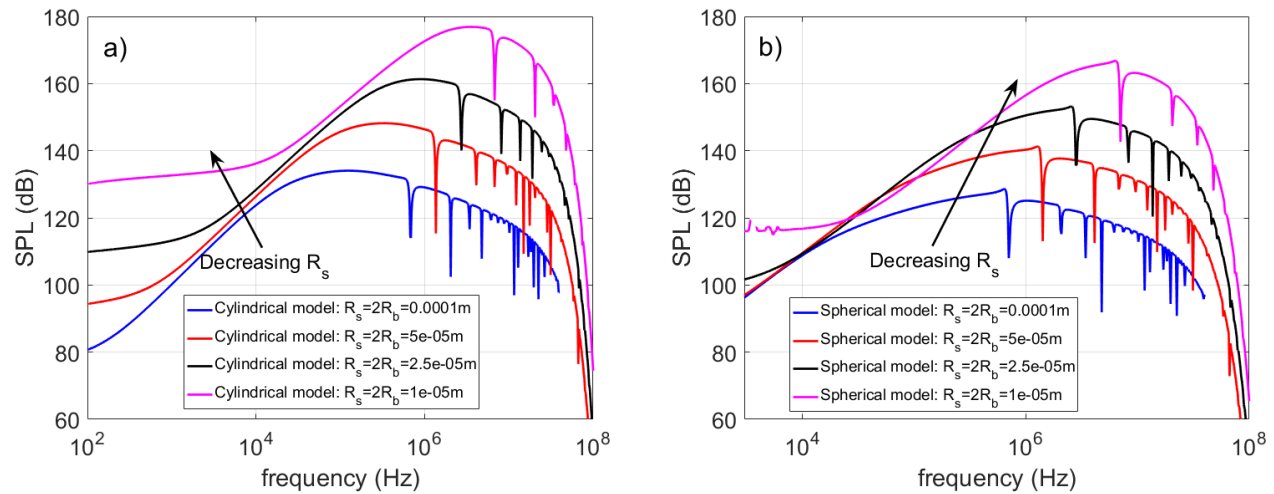 a)
SPL (dB)
180
160
140
120
100
80
60
Decreasing R_s
Cylindrical model: R_s=2R_b=0.0001m
Cylindrical model: R_s=2R_b=5e-05m
Cylindrical model: R_s=2R_b=2.5e-05m
Cylindrical model: R_s=2R_b=1e-05m
10^2 10^4 10^6 10^8
frequency (Hz)
b)
SPL (dB)
180
160
140
120
100
80
60
Decreasing R_s
Spherical model: R_s=2R_b=0.0001m
Spherical model: R_s=2R_b=5e-05m
Spherical model: R_s=2R_b=2.5e-05m
Spherical model: R_s=2R_b=1e-05m
10^4 10^6 10^8
frequency (Hz)